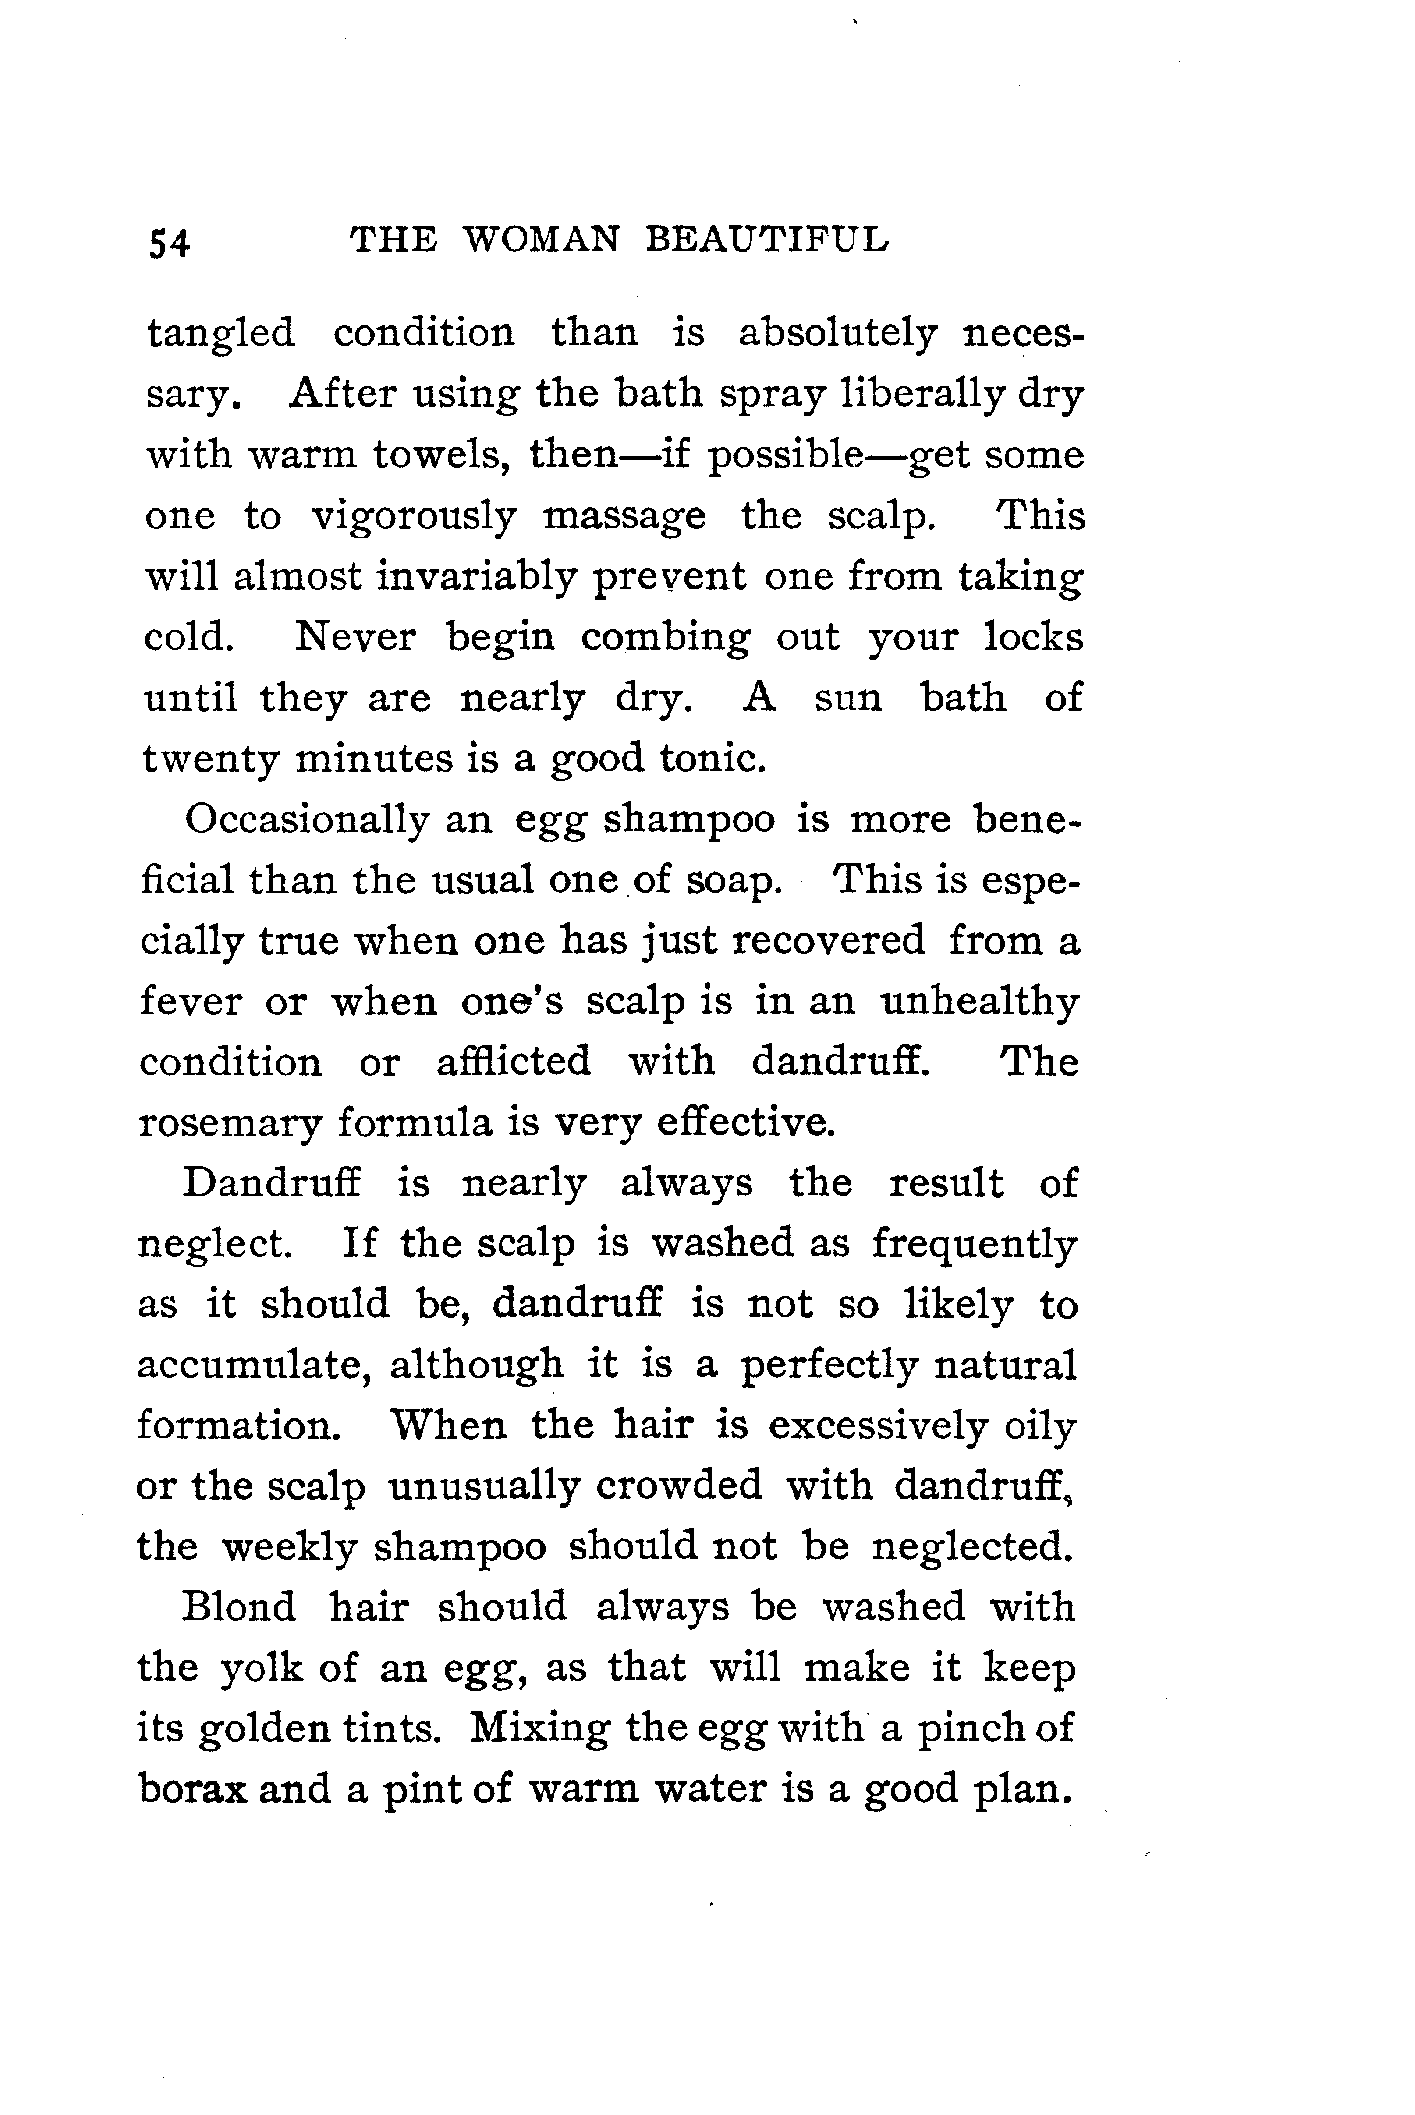 54 THE WOMAN BEAUTIFUL
tangled condition than is absolutely neces-
sary. After using the bath spray liberally dry
with warm towels, then—if possible—get some
one to vigorously massage the scalp. This
will almost invariably prevent one from taking
cold. Never begin combing out your locks
until they are nearly dry. A sun bath of
twenty minutes is a good tonic.
Occasionally an egg shampoo is more bene-
ficial than the usual one of soap. This is espe-
cially true when one has just recovered from a
fever or when one's scalp is in an unhealthy
condition or afflicted with dandruff. The
rosemary formula is very effective.
Dandruff is nearly always the result of
neglect. If the scalp is washed as frequently
as it should be, dandruff is not so likely to
accumulate, although it is a perfectly natural
formation. When the hair is excessively oily
or the scalp unusually crowded with dandruff,
the weekly shampoo should not be neglected.
Blond hair should always be washed with
the yolk of an egg, as that will make it keep
its golden tints. Mixing the egg with a pinch of
borax and a pint of warm water is a good plan.